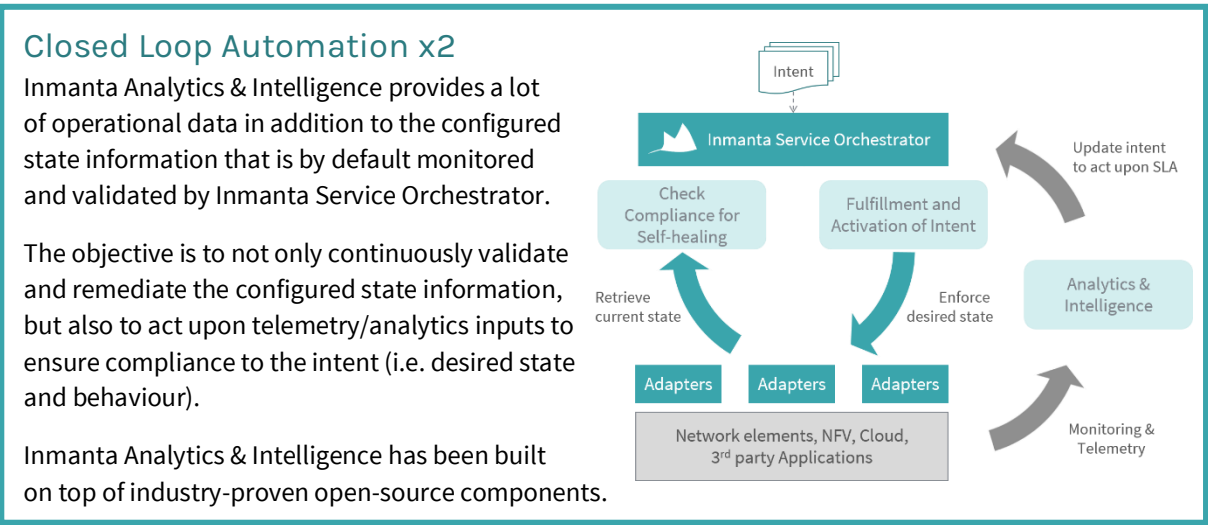 Closed Loop Automation x2
Inmanta Analytics & Intelligence provides a lot
of operational data in addition to the configured
state information that is by default monitored
and validated by Inmanta Service Orchestrator.
The objective is to not only continuously validate
and remediate the configured state information,
but also to act upon telemetry/analytics inputs to
ensure compliance to the intent (i.e. desired state
and behaviour).
Inmanta Analytics & Intelligence has been built
on top of industry-proven open-source components.
Intent
Inmanta Service Orchestrator
Check
Compliance for
Self-healing
Fulfillment and
Activation of Intent
Retrieve
current state
Enforce
desired state
Adapters
Adapters
Adapters
Network elements, NFV, Cloud,
3rd party Applications
Update intent
to act upon SLA
Analytics &
Intelligence
Monitoring &
Telemetry